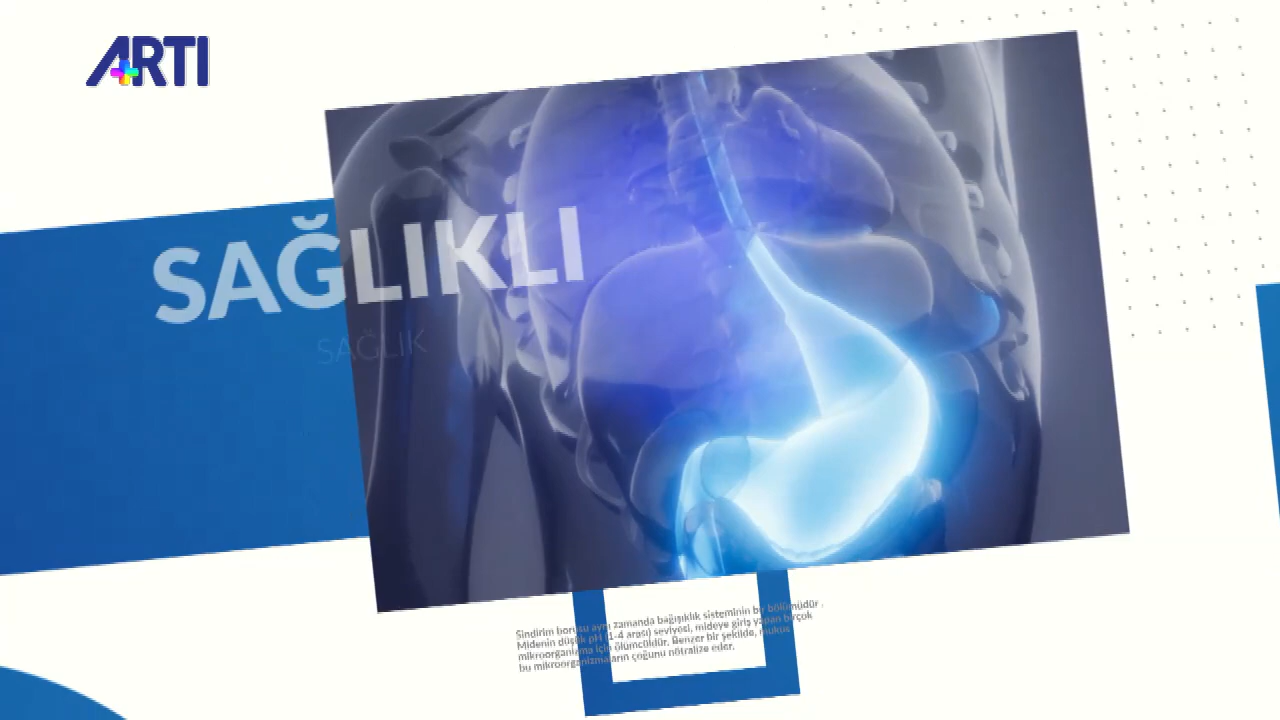 ARTI
SAĞLIKLI
SAĞLIK
Sindirim borusu aynı zamanda bağışıklık sisteminin bir bölümüdür .
Midenin düşük pH (1-4 arası) seviyesi, mideye giriş yapan birçok
mikroorganizma için ölümcüldür. Benzer bir şekilde, mukus
bu mikroorganizmaların çoğunu nötralize eder.